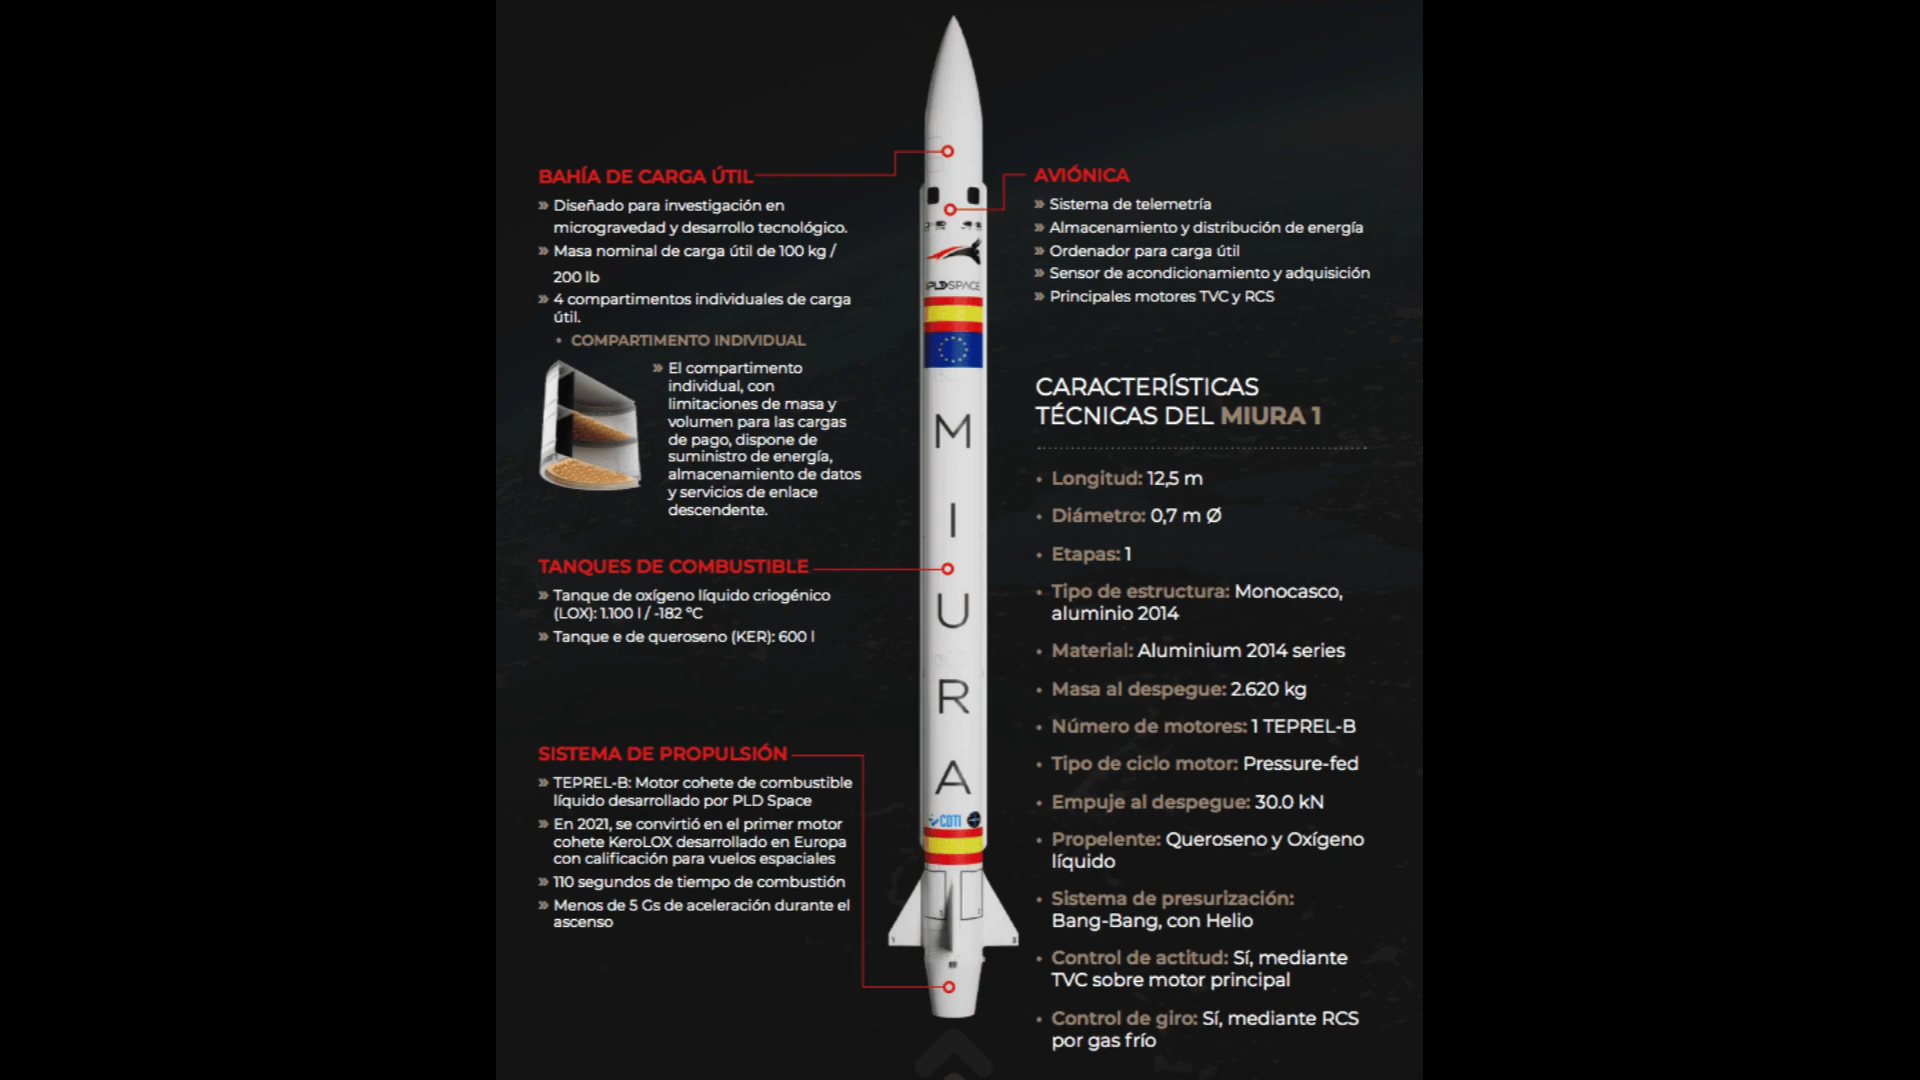 BAHÍA DE CARGA ÚTIL
» Diseñado para investigación en
microgravedad y desarrollo tecnológico.
» Masa nominal de carga útil de 100 kg /
200 lb
» 4 compartimentos individuales de carga
útil.
• COMPARTIMENTO INDIVIDUAL
» El compartimento
individual, con
limitaciones de masa y
volumen para las cargas
de pago, dispone de
suministro de energía,
almacenamiento de datos
y servicios de enlace
descendente.
TANQUES DE COMBUSTIBLE
» Tanque de oxígeno líquido criogénico
(LOX): 1.100 l / -182 ºC
» Tanque e de queroseno (KER): 600 l
SISTEMA DE PROPULSIÓN
» TEPREL-B: Motor cohete de combustible
líquido desarrollado por PLD Space
» En 2021, se convirtió en el primer motor
cohete KeroLOX desarrollado en Europa
con calificación para vuelos espaciales
» 110 segundos de tiempo de combustión
» Menos de 5 Gs de aceleración durante el
ascenso
PLD SPACE
M
I
U
R
A
CDTI
AVIÓNICA
» Sistema de telemetría
» Almacenamiento y distribución de energía
» Ordenador para carga útil
» Sensor de acondicionamiento y adquisición
» Principales motores TVC y RCS
CARACTERÍSTICAS
TÉCNICAS DEL MIURA 1
• Longitud: 12,5 m
• Diámetro: 0,7 m Ø
• Etapas: 1
• Tipo de estructura: Monocasco,
aluminio 2014
• Material: Aluminium 2014 series
• Masa al despegue: 2.620 kg
• Número de motores: 1 TEPREL-B
• Tipo de ciclo motor: Pressure-fed
• Empuje al despegue: 30.0 kN
• Propelente: Queroseno y Oxígeno
líquido
• Sistema de presurización:
Bang-Bang, con Helio
• Control de actitud: Sí, mediante
TVC sobre motor principal
• Control de giro: Sí, mediante RCS
por gas frío